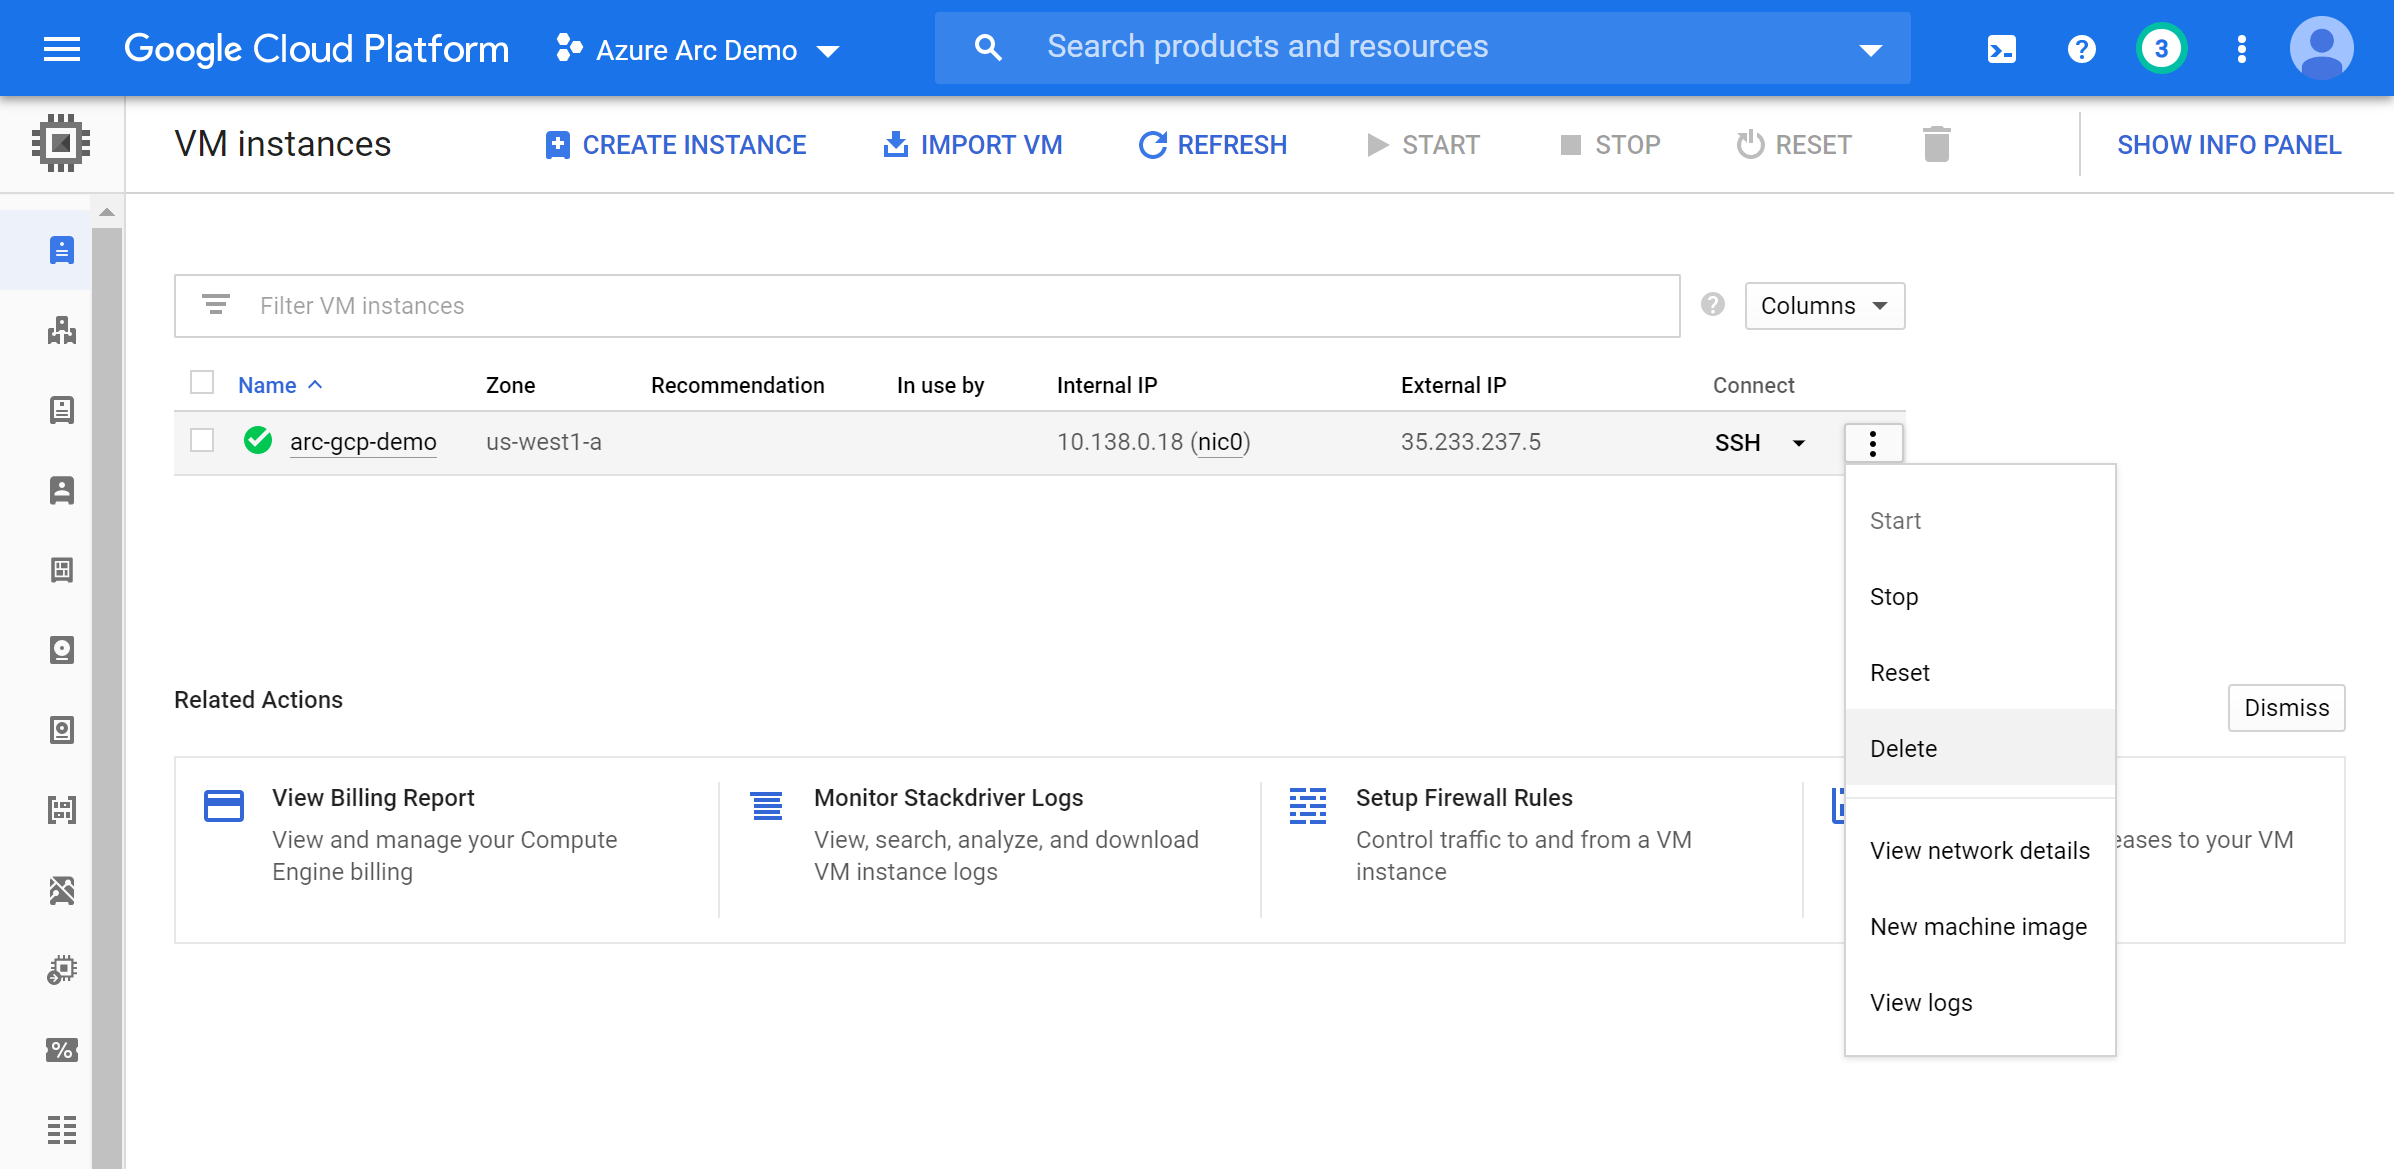 Google Cloud Platform
Azure Arc Demo
Search products and resources
3
VM instances
CREATE INSTANCE
IMPORT VM
REFRESH
START
STOP
RESET
SHOW INFO PANEL
Filter VM instances
Columns
Name
Zone
Recommendation
In use by
Internal IP
External IP
Connect
arc-gcp-demo
us-west1-a
10.138.0.18 (nic0)
35.233.237.5
SSH
Start
Stop
Reset
Delete
View network details
New machine image
View logs
Related Actions
Dismiss
View Billing Report
View and manage your Compute
Engine billing
Monitor Stackdriver Logs
View, search, analyze, and download
VM instance logs
Setup Firewall Rules
Control traffic to and from a VM
instance
to your VM